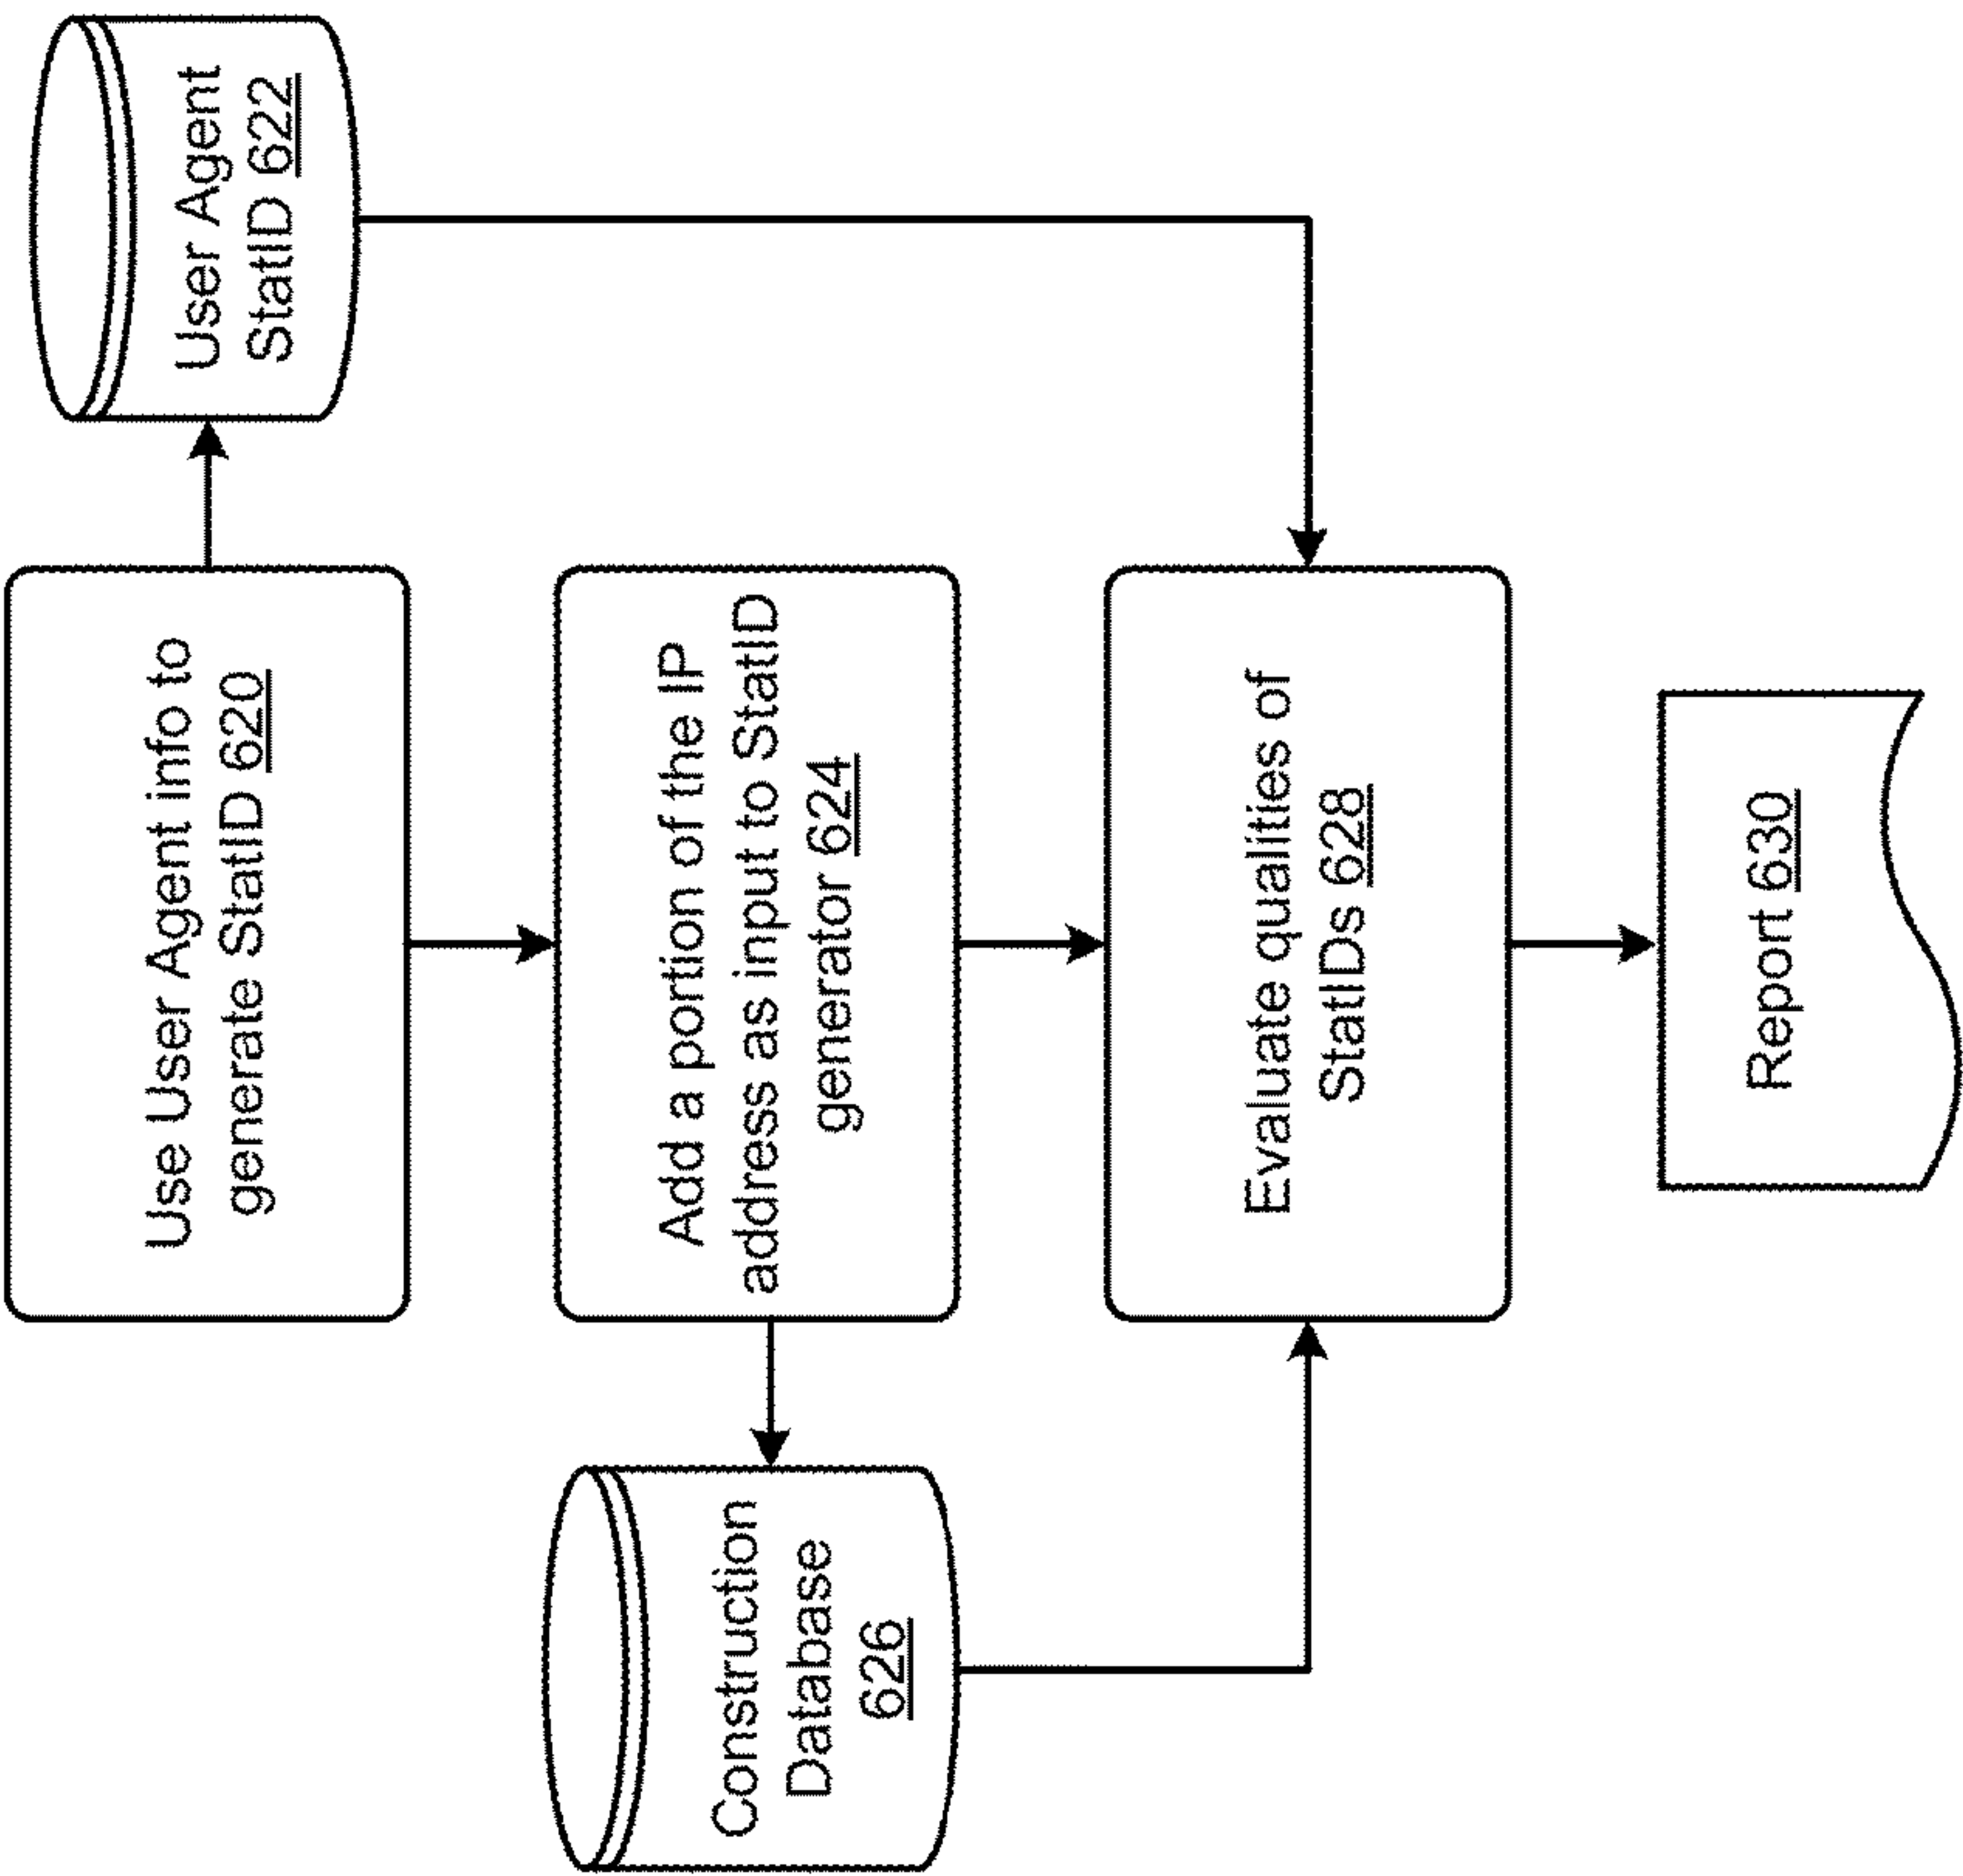 Use User Agent info to
generate StatID 620
User Agent
StatID 622
Add a portion of the IP
address as input to StatID
generator 624
Construction
Database
626
Evaluate qualities of
StatIDs 628
Report 630